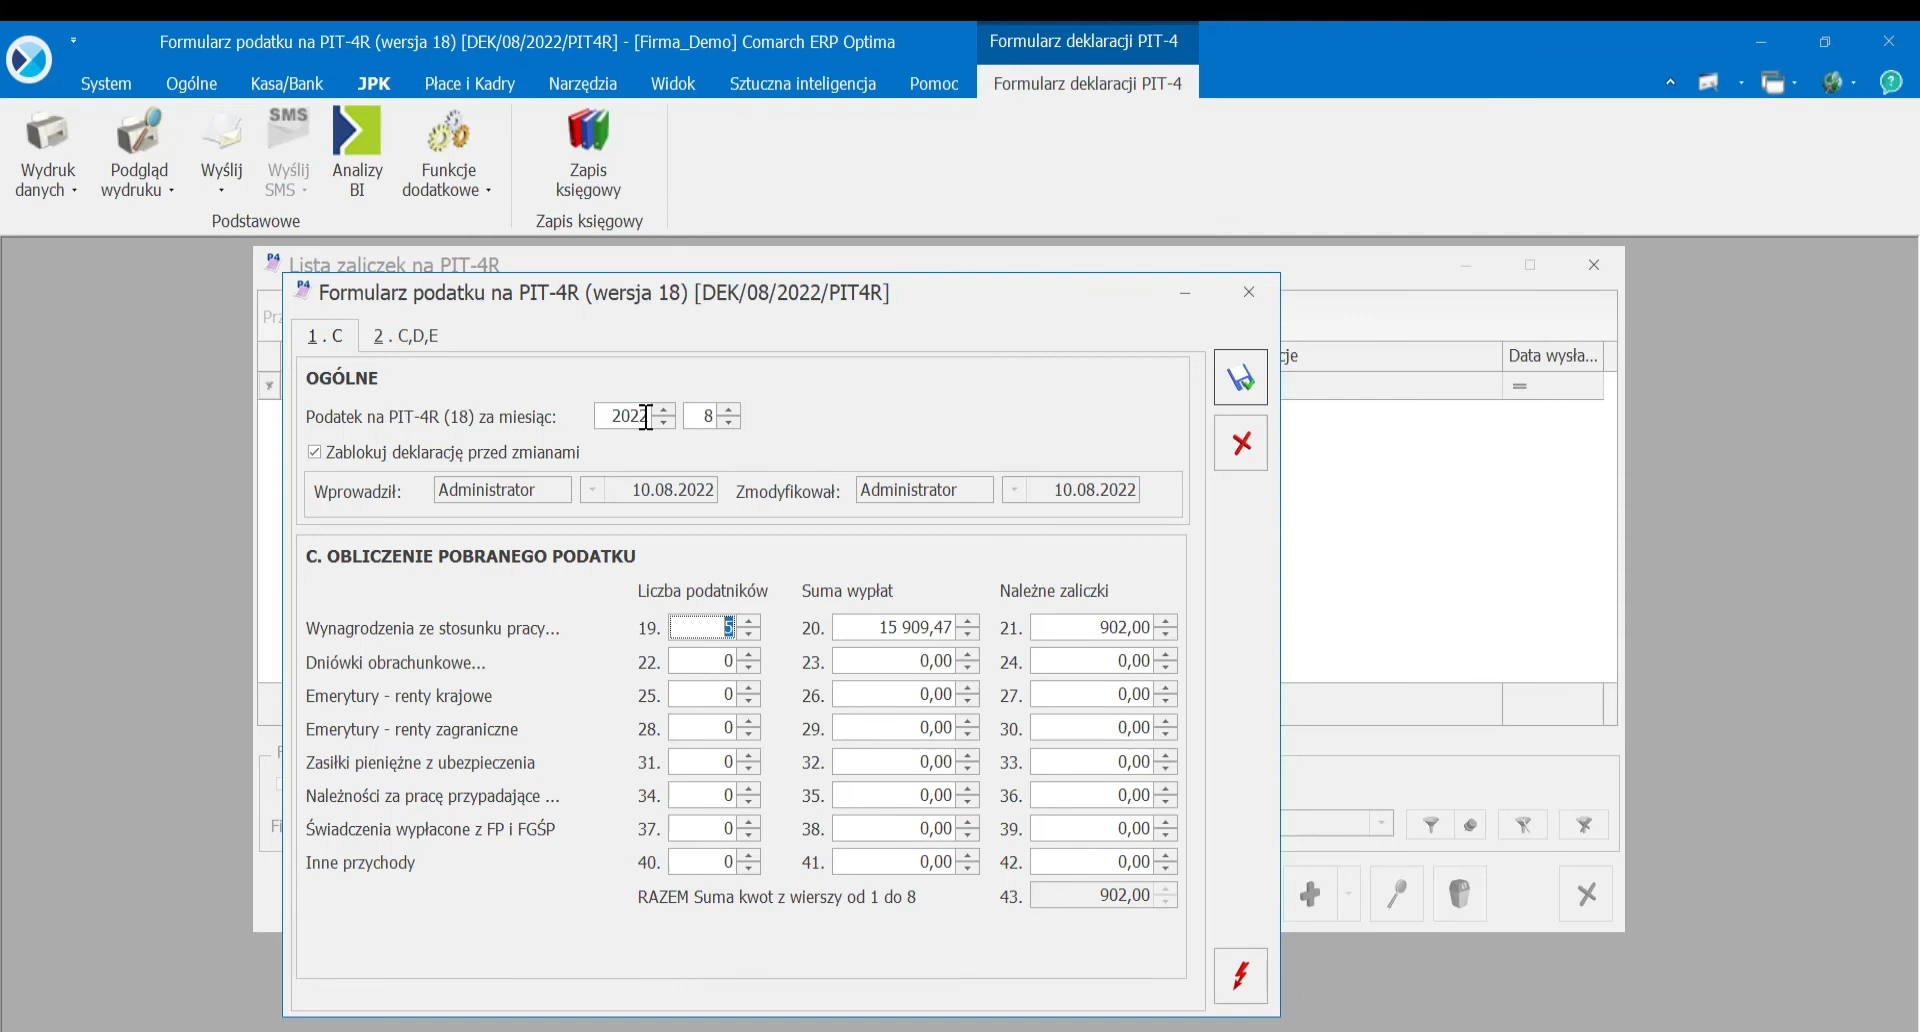 Formularz podatku na PIT-4R (wersja 18) [DEK/08/2022/PIT4R] - [Firma_Demo] Comarch ERP Optima
Formularz deklaracji PIT-4
System Ogólne Kasa/Bank JPK Płace i Kadry Narzędzia Widok Sztuczna inteligencja Pomoc Formularz deklaracji PIT-4
SMS
Wydruk danych
Podgląd wydruku
Wyślij
Wyślij SMS
Analizy BI
Funkcje dodatkowe
Zapis księgowy
Podstawowe
Zapis księgowy
Lista zaliczek na PIT-4R
Formularz podatku na PIT-4R (wersja 18) [DEK/08/2022/PIT4R]
1 . C 2 . C,D,E
Data wysła...
OGÓLNE
Podatek na PIT-4R (18) za miesiąc: 2022 8
Zablokuj deklarację przed zmianami
Wprowadził: Administrator 10.08.2022 Zmodyfikował: Administrator 10.08.2022
C. OBLICZENIE POBRANEGO PODATKU
Liczba podatników Suma wypłat Należne zaliczki
Wynagrodzenia ze stosunku pracy... 19. 5 20. 15 909,47 21. 902,00
Dniówki obrachunkowe... 22. 0 23. 0,00 24. 0,00
Emerytury - renty krajowe 25. 0 26. 0,00 27. 0,00
Emerytury - renty zagraniczne 28. 0 29. 0,00 30. 0,00
Zasiłki pieniężne z ubezpieczenia 31. 0 32. 0,00 33. 0,00
Należności za pracę przypadające ... 34. 0 35. 0,00 36. 0,00
Świadczenia wypłacone z FP i FGŚP 37. 0 38. 0,00 39. 0,00
Inne przychody 40. 0 41. 0,00 42. 0,00
RAZEM Suma kwot z wierszy od 1 do 8 43. 902,00